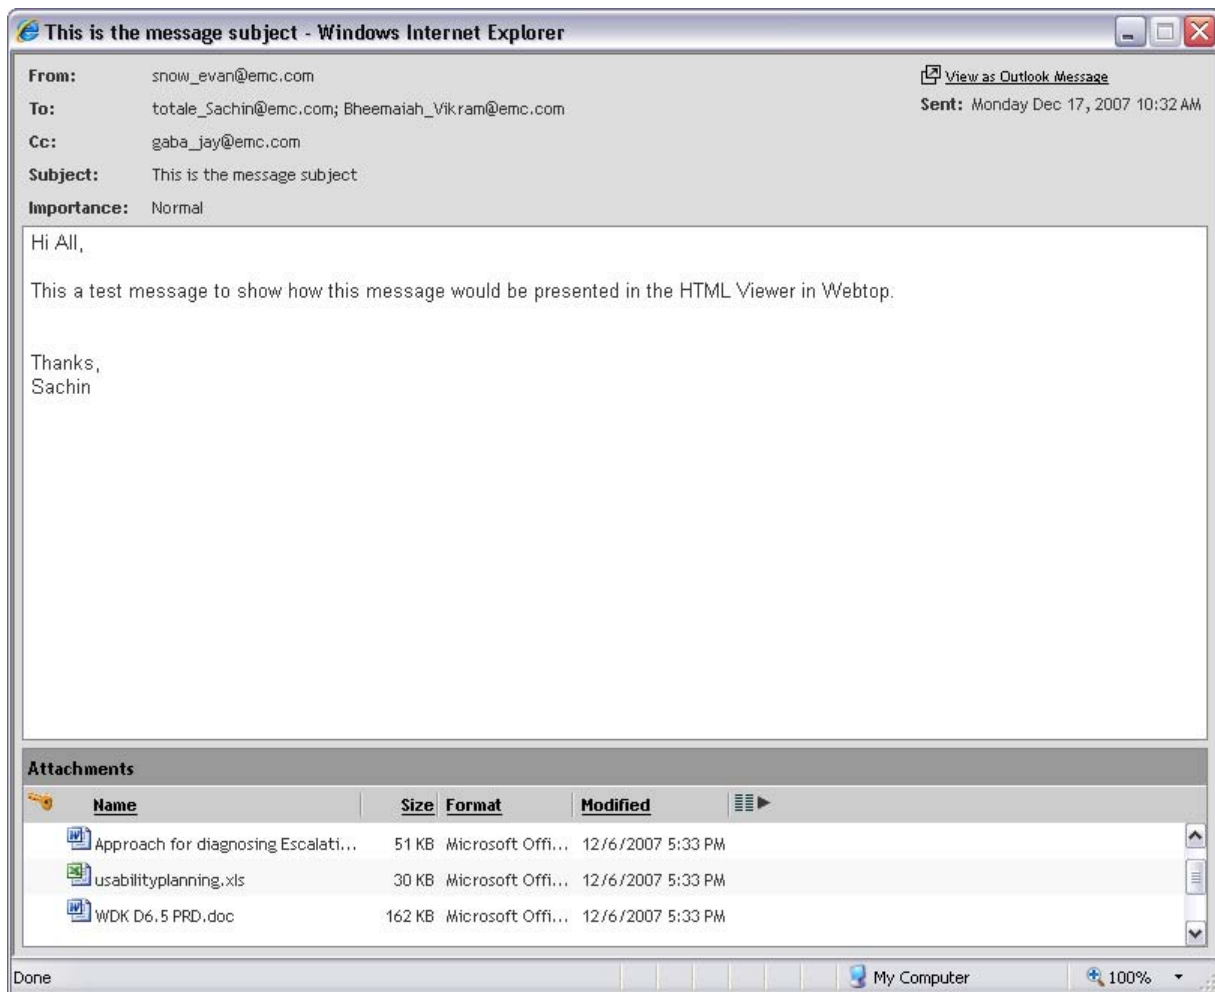 This is the message subject - Windows Internet Explorer
From: snow_evan@emc.com
View as Outlook Message
To: totale_Sachin@emc.com; Bheemaiah_Vikram@emc.com
Sent: Monday Dec 17, 2007 10:32 AM
Cc: gaba_jay@emc.com
Subject: This is the message subject
Importance: Normal
Hi All,
This a test message to show how this message would be presented in the HTML Viewer in Webtop.
Thanks,
Sachin
Attachments
Name Size Format Modified
Approach for diagnosing Escalati... 51 KB Microsoft Offi... 12/6/2007 5:33 PM
usabilityplanning.xls 30 KB Microsoft Offi... 12/6/2007 5:33 PM
WDK D6.5 PRD.doc 162 KB Microsoft Offi... 12/6/2007 5:33 PM
Done My Computer 100%